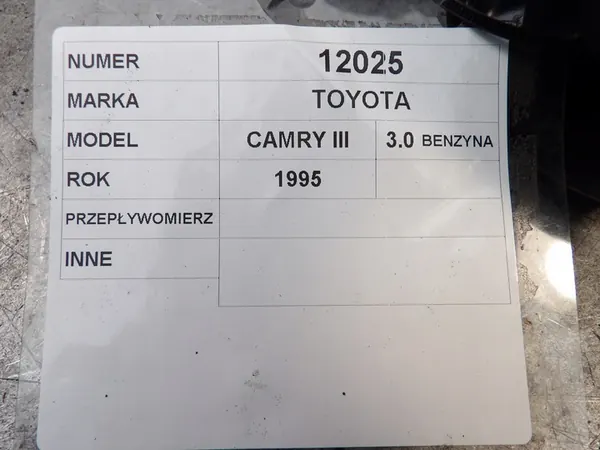 NUMER 12025
MARKA TOYOTA
MODEL CAMRY III 3.0 BENZYNA
ROK 1995
PRZEPŁYWOMIERZ
INNE